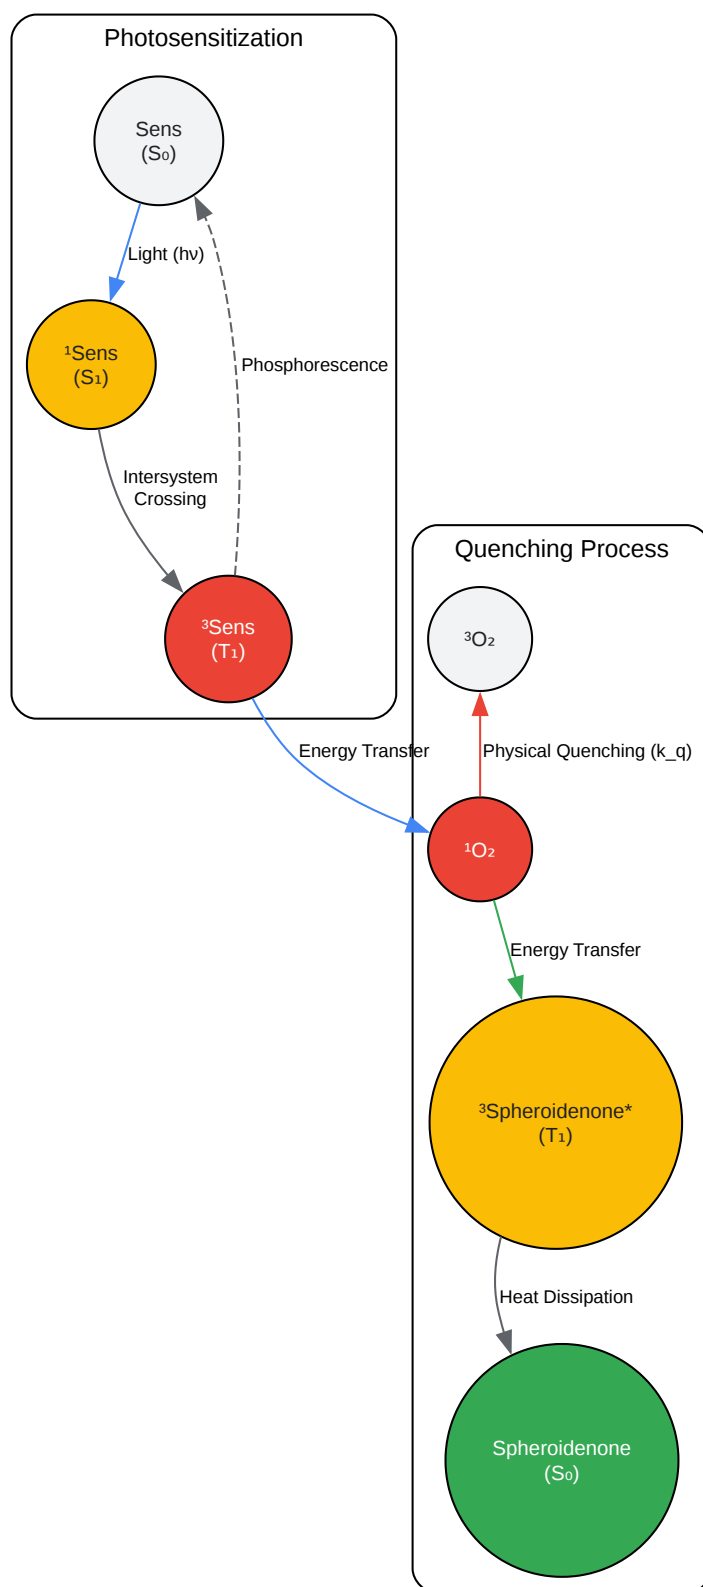 Photosensitization
Sens
(S₀)
Light (hν)
¹Sens
(S₁)
Phosphorescence
Intersystem
Crossing
³Sens
(T₁)
Energy Transfer
Quenching Process
³O₂
Physical Quenching (k_q)
¹O₂
Energy Transfer
³Spheroidenone*
(T₁)
Heat Dissipation
Spheroidenone
(S₀)